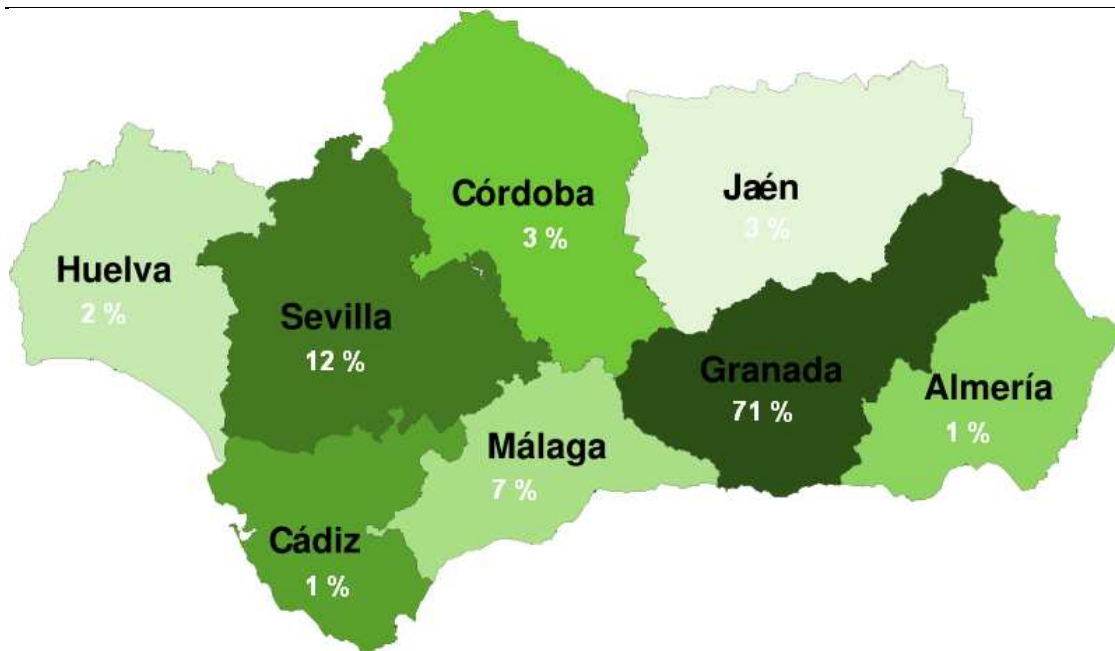 Córdoba
3 %
Jaén
3 %
Huelva
2 %
Sevilla
12 %
Granada
71 %
Almería
1 %
Málaga
7 %
Cádiz
1 %